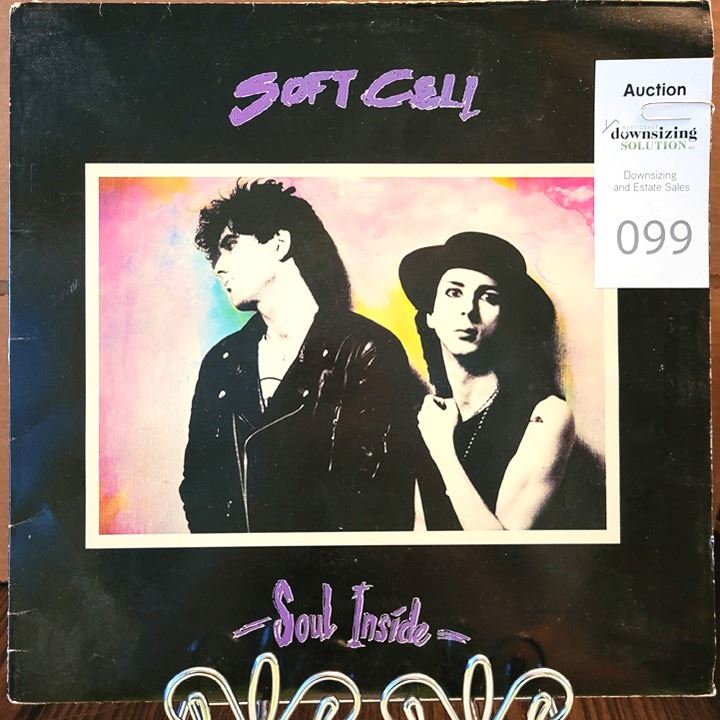 SOFT CELL
Auction
downsizing
SOLUTION
Downsizing
and Estate Sales
099
- Soul Inside -